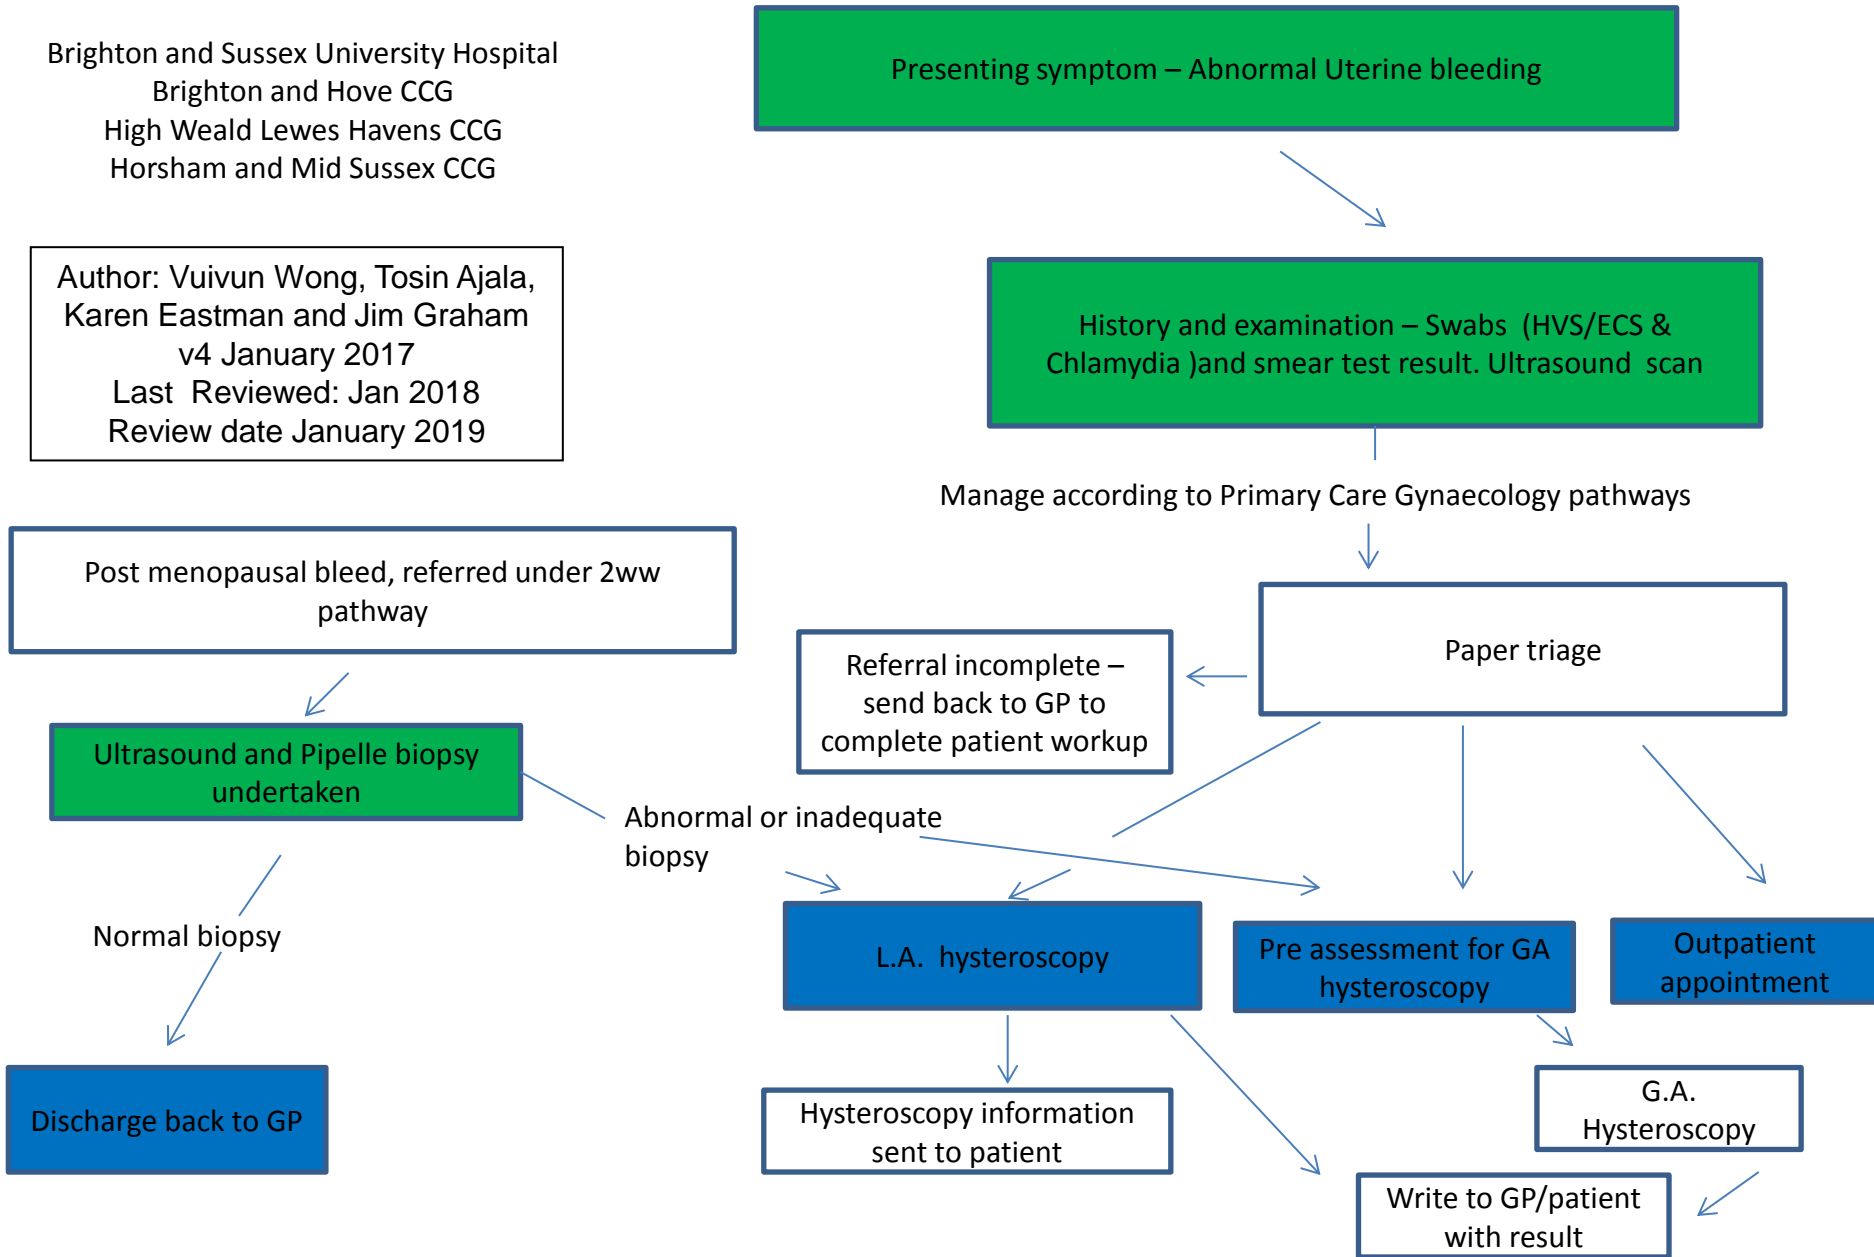 Brighton and Sussex University Hospital
Brighton and Hove CCG
High Weald Lewes Havens CCG
Horsham and Mid Sussex CCG
Author: Vuivun Wong, Tosin Ajala,
Karen Eastman and Jim Graham
v4 January 2017
Last  Reviewed: Jan 2018
Review date January 2019
Presenting symptom – Abnormal Uterine bleeding
History and examination – Swabs  (HVS/ECS &
Chlamydia )and smear test result. Ultrasound  scan
Manage according to Primary Care Gynaecology pathways
Paper triage
Referral incomplete –
send back to GP to
complete patient workup
Post menopausal bleed, referred under 2ww
pathway
Ultrasound and Pipelle biopsy
undertaken
Abnormal or inadequate
biopsy
Normal biopsy
Discharge back to GP
L.A.  hysteroscopy
Pre assessment for GA
hysteroscopy
Outpatient
appointment
Hysteroscopy information
sent to patient
G.A.
Hysteroscopy
Write to GP/patient
with result